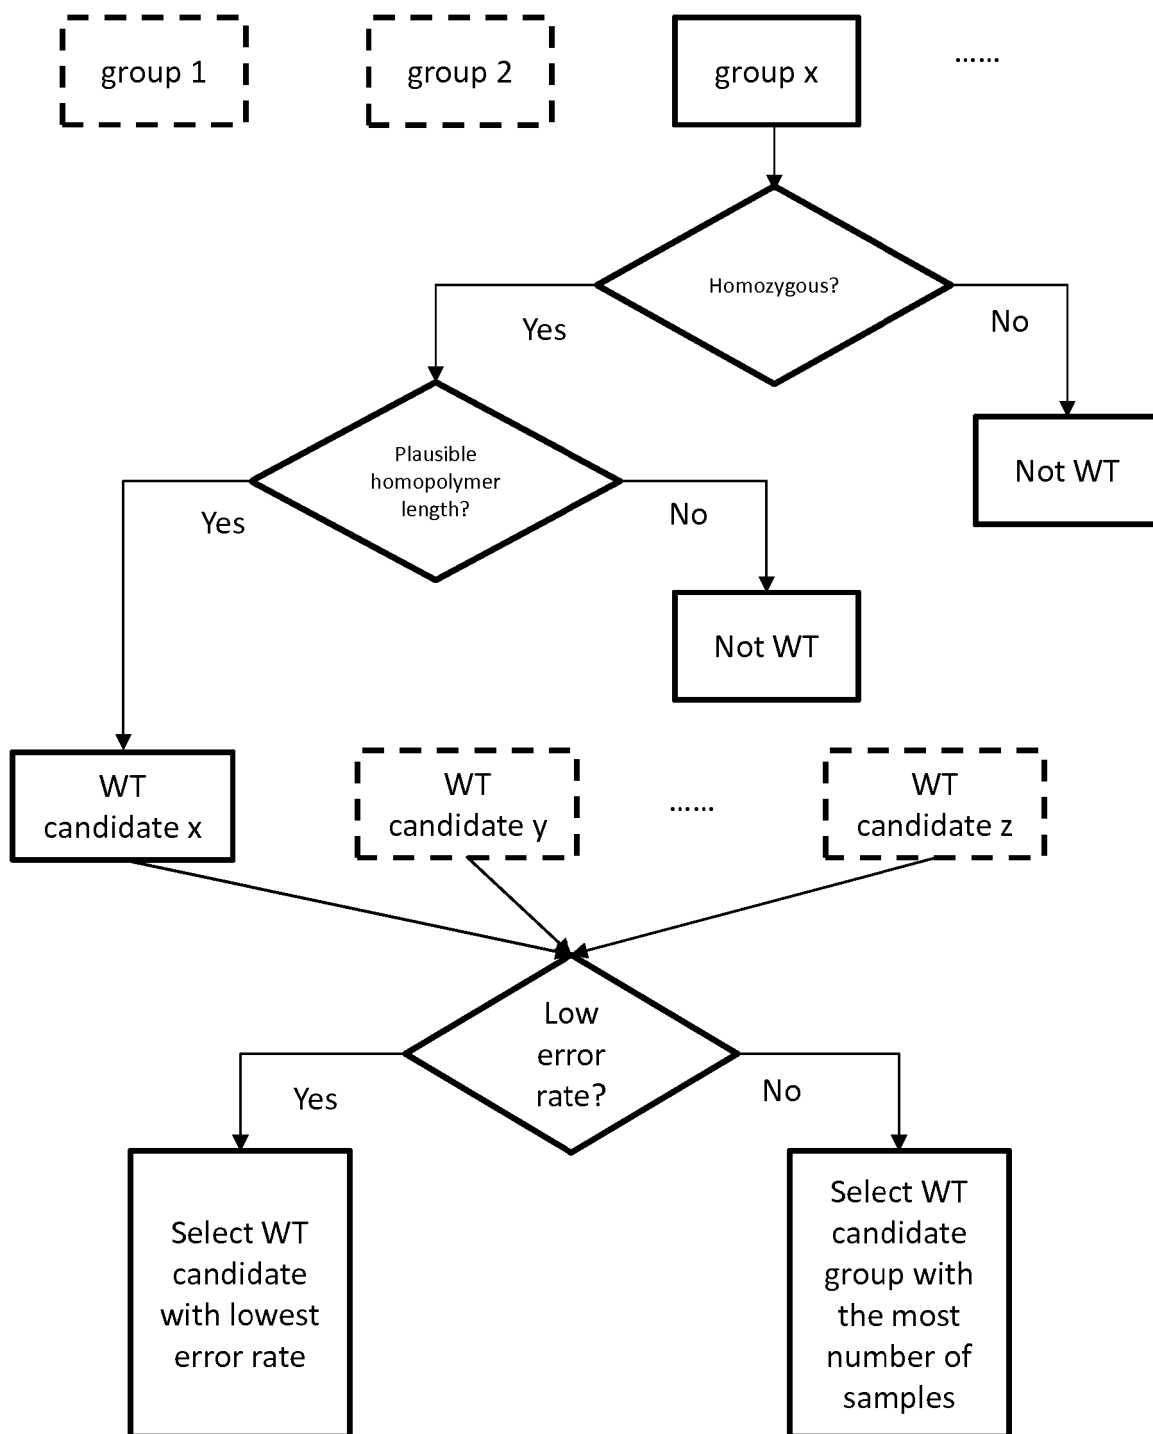 group 1
group 2
group x
......
Homozygous?
Yes
No
Plausible
homopolymer
length?
Not WT
Yes
No
Not WT
WT
candidate x
WT
candidate y
......
WT
candidate z
Low
error
rate?
Yes
No
Select WT
candidate
with lowest
error rate
Select WT
candidate
group with
the most
number of
samples